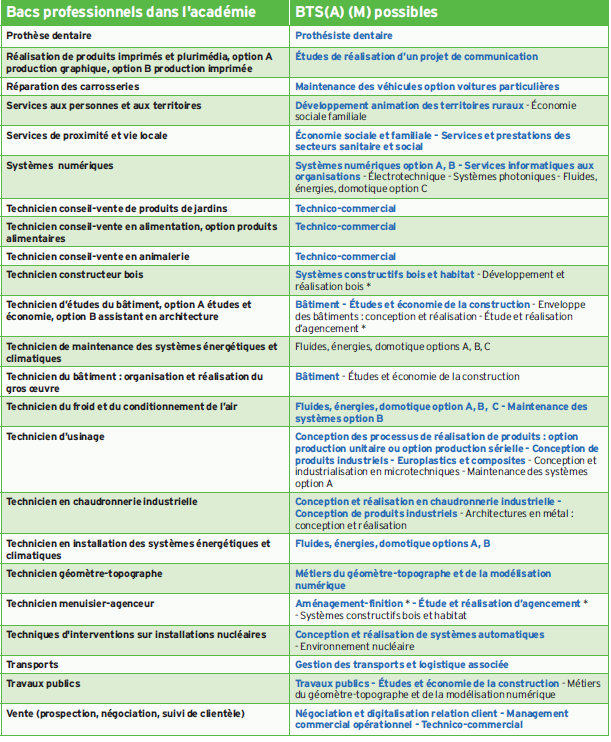 Bacs professionnels dans l'académie
BTS(A) (M) possibles
Prothèse dentaire
Prothésiste dentaire
Réalisation de produits imprimés et plurimédia, option A
production graphique, option B production imprimée
Études de réalisation d'un projet de communication
Réparation des carrosseries
Maintenance des véhicules option voitures particulières
Services aux personnes et aux territoires
Développement animation des territoires ruraux - Économie
sociale familiale
Services de proximité et vie locale
Économie sociale et familiale - Services et prestations des
secteurs sanitaire et social
Systèmes numériques
Systèmes numériques option A, B - Services informatiques aux
organisations - Électrotechnique - Systèmes photoniques - Fluides,
énergies, domotique option C
Technicien conseil-vente de produits de jardins
Technico-commercial
Technicien conseil-vente en alimentation, option produits
alimentaires
Technico-commercial
Technicien conseil-vente en animalerie
Technico-commercial
Technicien constructeur bois
Systèmes constructifs bois et habitat - Développement et
réalisation bois *
Technicien d'études du bâtiment, option A études et
économie, option B assistant en architecture
Bâtiment - Études et économie de la construction - Enveloppe
des bâtiments : conception et réalisation - Étude et réalisation
d'agencement *
Technicien de maintenance des systèmes énergétiques et
climatiques
Fluides, énergies, domotique options A, B, C
Technicien du bâtiment : organisation et réalisation du
gros œuvre
Bâtiment - Études et économie de la construction
Technicien du froid et du conditionnement de l'air
Fluides, énergies, domotique option A, B, C - Maintenance des
systèmes option B
Technicien d'usinage
Conception des processus de réalisation de produits : option
production unitaire ou option production sérielle - Conception de
produits industriels - Europlastics et composites - Conception et
industrialisation en microtechniques - Maintenance des systèmes
option A
Technicien en chaudronnerie industrielle
Conception et réalisation en chaudronnerie industrielle -
Conception de produits industriels - Architectures en métal :
conception et réalisation
Technicien en installation des systèmes énergétiques et
climatiques
Fluides, énergies, domotique options A, B
Technicien géomètre-topographe
Métiers du géomètre-topographe et de la modélisation
numérique
Technicien menuisier-agenceur
Aménagement-finition * - Étude et réalisation d'agencement *
- Systèmes constructifs bois et habitat
Techniques d'interventions sur installations nucléaires
Conception et réalisation de systèmes automatiques
- Environnement nucléaire
Transports
Gestion des transports et logistique associée
Travaux publics
Travaux publics - Études et économie de la construction - Métiers
du géomètre-topographe et de la modélisation numérique
Vente (prospection, négociation, suivi de clientèle)
Négociation et digitalisation relation client - Management
commercial opérationnel - Technico-commercial